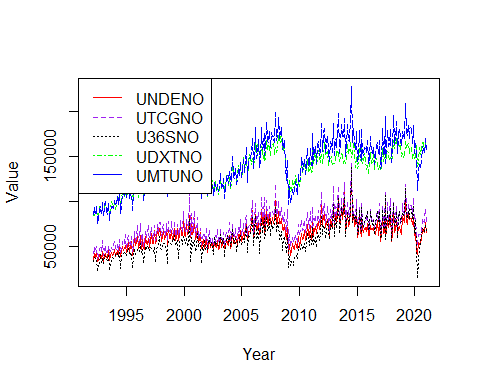 UNDENO
UTCGNO
U36SNO
UDXTNO
UMTUNO
Value
50000
150000
1995
2000
2005
2010
2015
2020
Year